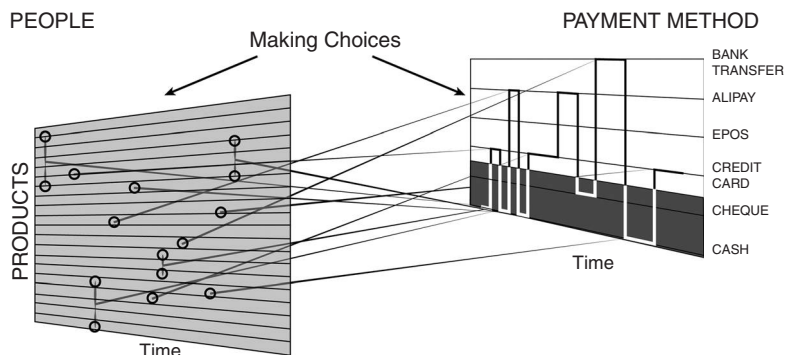 PEOPLE
PAYMENT METHOD
Making Choices
BANK
TRANSFER
ALIPAY
EPOS
CREDIT
CARD
CHEQUE
CASH
PRODUCTS
Time
Time